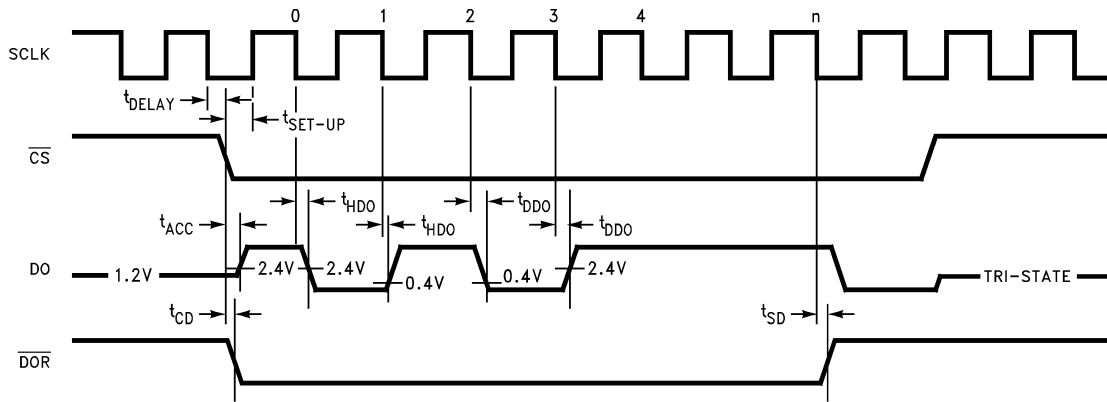 0 1 2 3 4 n
SCLK
tDELAY
tSET-UP
CS
tHDO tDDO
tACC tHDO tDDO
DO 1.2V 2.4V 2.4V 0.4V 0.4V 2.4V TRI-STATE
tCD tSD
DOR